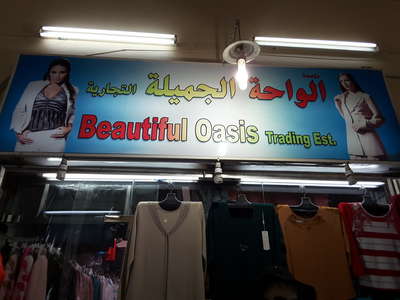 مؤسسة
الواحة الجميلة التجارية
Beautiful Oasis Trading Est.